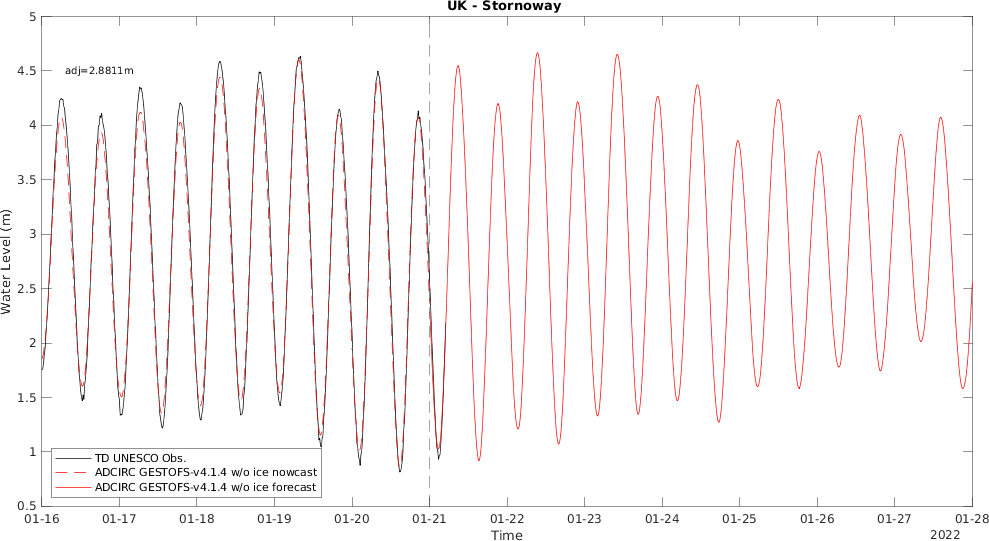 UK - Stornoway
adj=2.8811m
5
4.5
4
3.5
3
2.5
2
1.5
1
0.5
Water Level (m)
TD UNESCO Obs.
ADCIRC GESTOFS-v4.1.4 w/o ice nowcast
ADCIRC GESTOFS-v4.1.4 w/o ice forecast
01-16 01-17 01-18 01-19 01-20 01-21 01-22 01-23 01-24 01-25 01-26 01-27 01-28
Time
2022